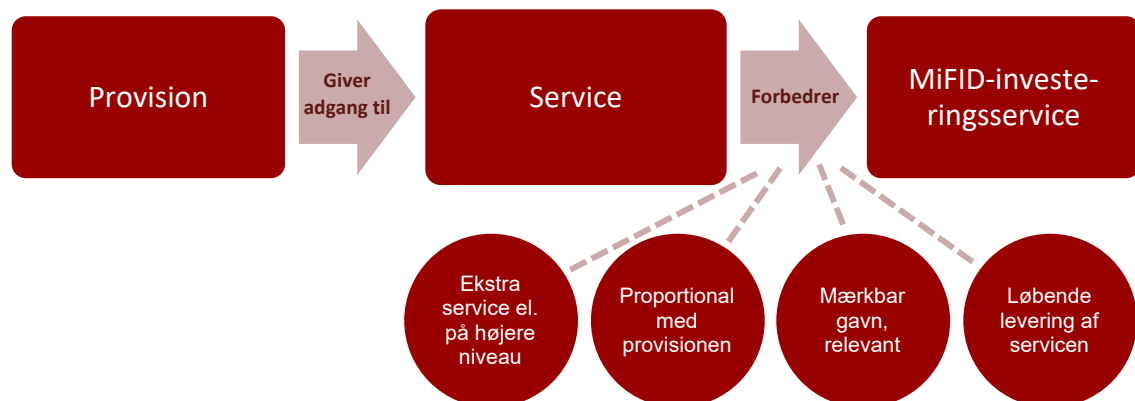 Provision
Giver
adgang til
Service
Forbedrer
MiFID-investe-
ringsservice
Ekstra
service el.
på højere
niveau
Proportional
med
provisionen
Mærkbar
gavn,
relevant
Løbende
levering af
servicen